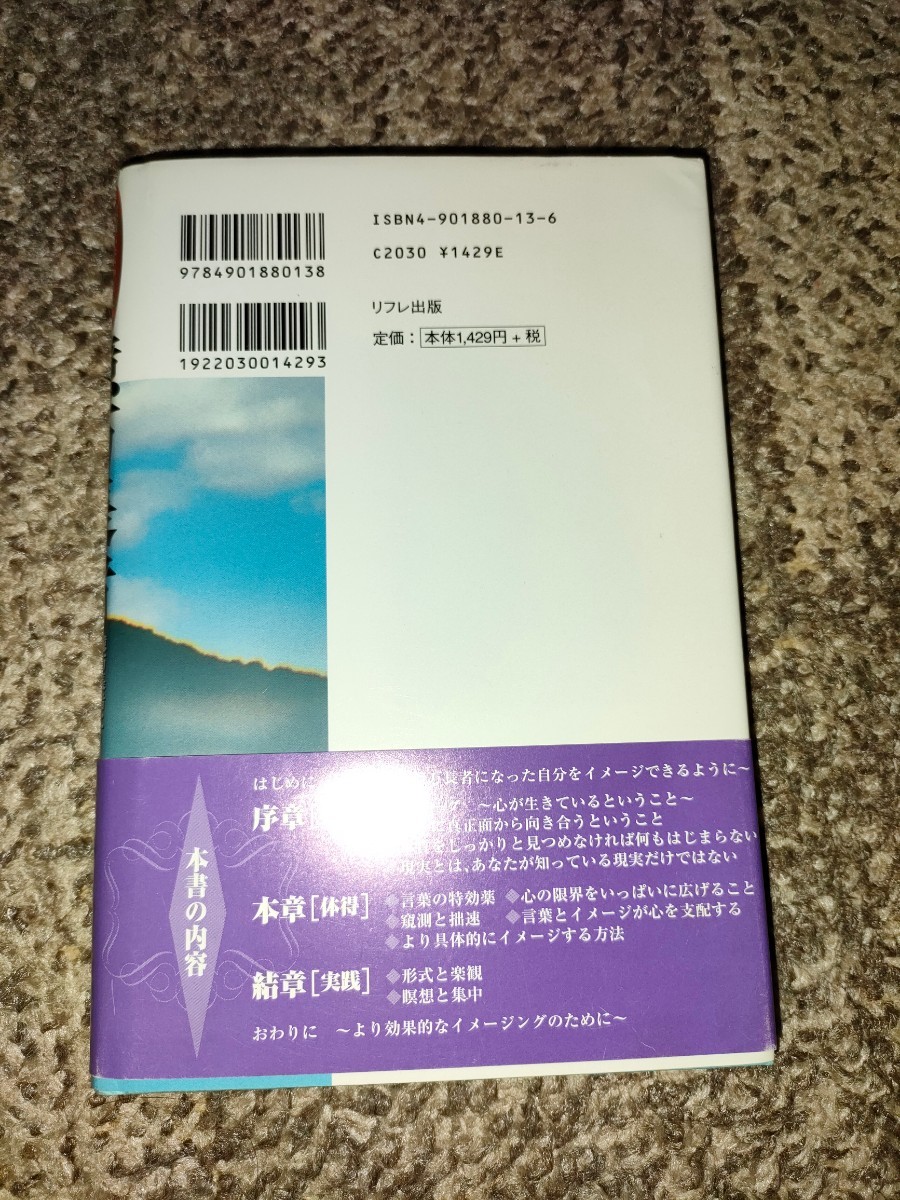 ISBN4-901880-13-6
C2030 ¥1429E
9784901880138
リフレ出版
定価：本体1,429円+税
1922030014293
本書の内容
はじめに 長者になった自分をイメージできるように〜
序章 〜心が生きているということ〜
真正面から向き合うということ
をしっかりと見つめなければ何もはじまらない
現実とは、あなたが知っている現実だけではない
本章[体得] ◆言葉の特効薬 ◆心の限界をいっぱいに広げること
◆窺測と拙速 ◆言葉とイメージが心を支配する
◆より具体的にイメージする方法
結章[実践] ◆形式と楽観
◆瞑想と集中
おわりに 〜より効果的なイメージングのために〜